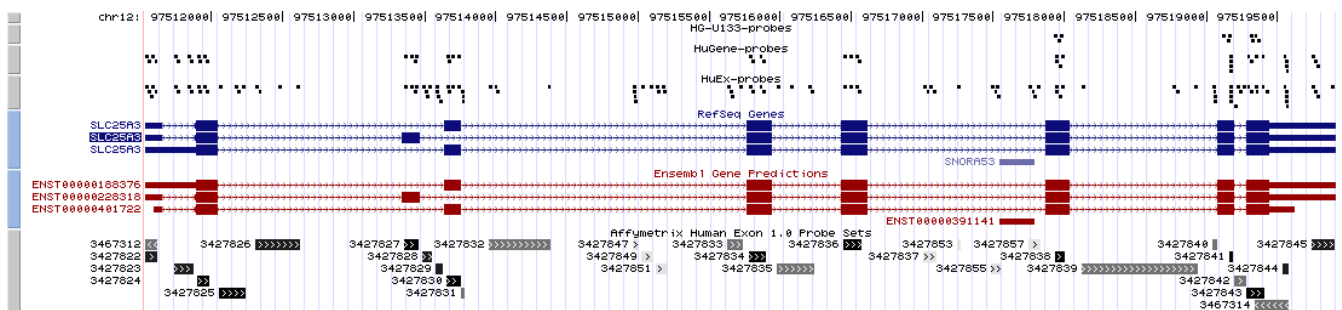 chr12: 97512000 97512500 97513000 97513500 97514000 97514500 97515000 97515500 97516000 97516500 97517000 97517500 97518000 97518500 97519000 97519500
HG-U133-probes
HuGene-probes
HuEx-probes
RefSeq Genes
SLC25A3
SLC25A3
SLC25A3
SNORA53
Ensembl Gene Predictions
ENST00000188376
ENST00000228318
ENST00000401722
ENST00000391141
Affymetrix Human Exon 1.0 Probe Sets
3467312 3427826 3427827 3427832 3427847 3427833 3427836 3427853 3427857 3427840 3427845
3427822 3427828 3427849 3427834 3427837 3427838 3427841
3427823 3427829 3427851 3427835 3427855 3427839 3427844
3427824 3427830 3427842
3427825 3427831 3427843
3467314